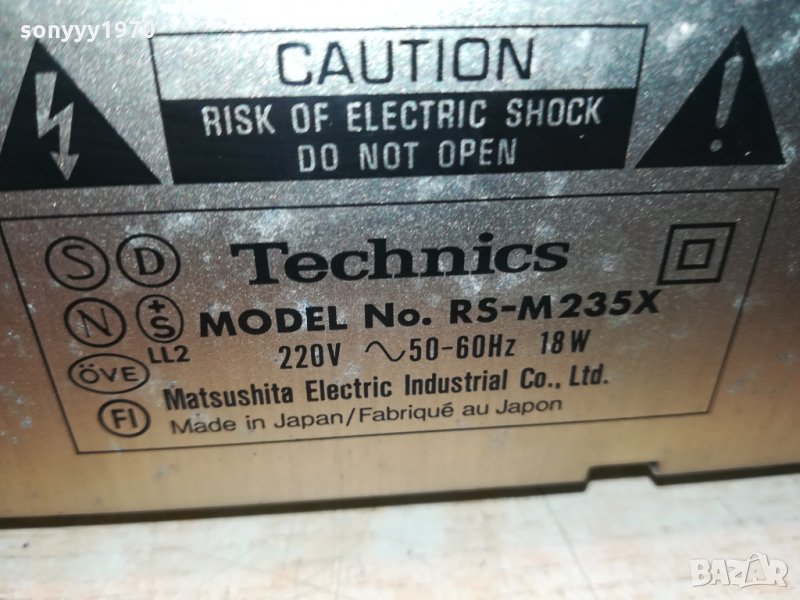 sonyyy1970
CAUTION
RISK OF ELECTRIC SHOCK
DO NOT OPEN
S D Technics
N +S MODEL No. RS-M235X
LL2 220V ~50-60Hz 18W
ÖVE Matsushita Electric Industrial Co., Ltd.
FI Made in Japan/Fabriqué au Japon
BAZAR